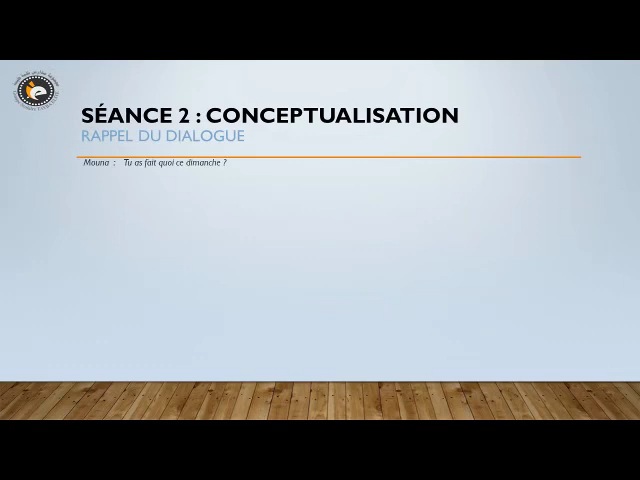 SÉANCE 2 : CONCEPTUALISATION
RAPPEL DU DIALOGUE
Mouna : Tu as fait quoi ce dimanche ?